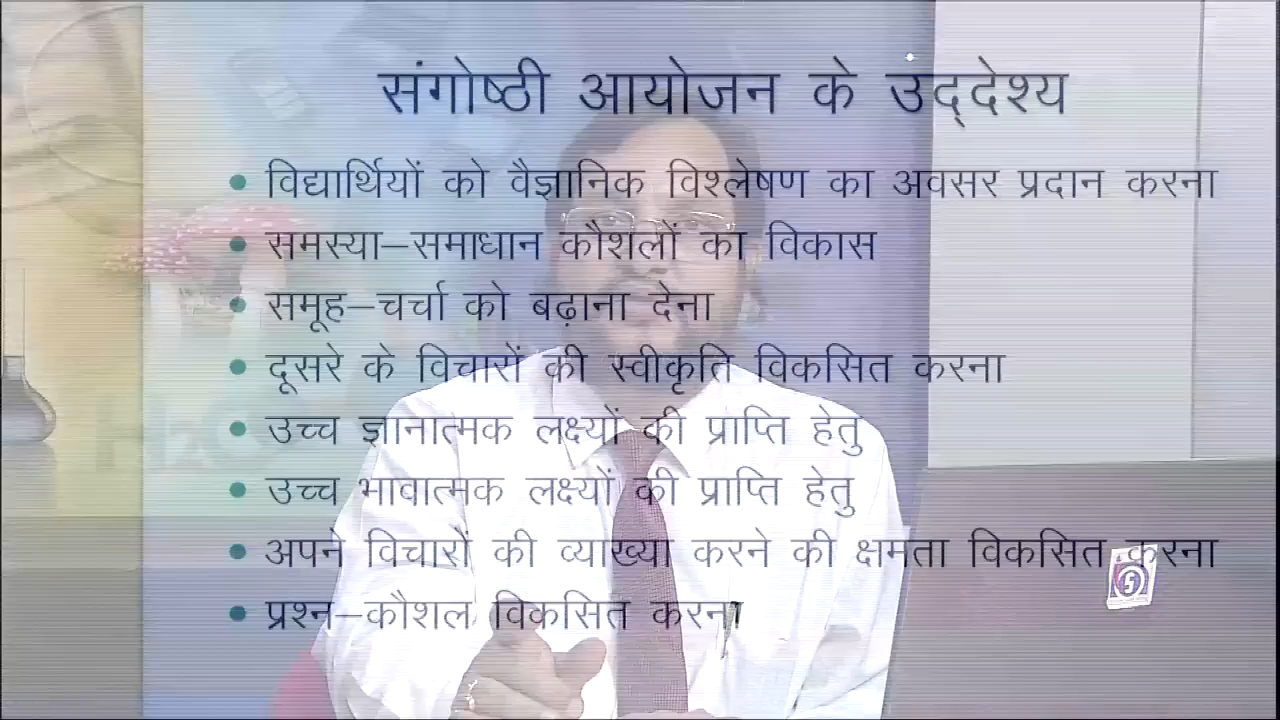 संगोष्ठी आयोजन के उद्‌देश्य
• विद्यार्थियों को वैज्ञानिक विश्लेषण का अवसर प्रदान करना
• समस्या–समाधान कौशलों का विकास
• समूह–चर्चा को बढ़ाना देना
• दूसरे के विचारों की स्वीकृति विकसित करना
• उच्च ज्ञानात्मक लक्ष्यों की प्राप्ति हेतु
• उच्च भावात्मक लक्ष्यों की प्राप्ति हेतु
• अपने विचारों की व्याख्या करने की क्षमता विकसित करना
• प्रश्न–कौशल विकसित करना